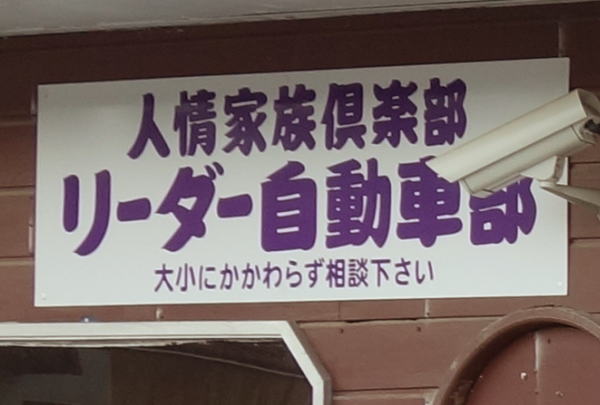 人情家族倶楽部
リーダー自動車部
大小にかかわらず相談下さい